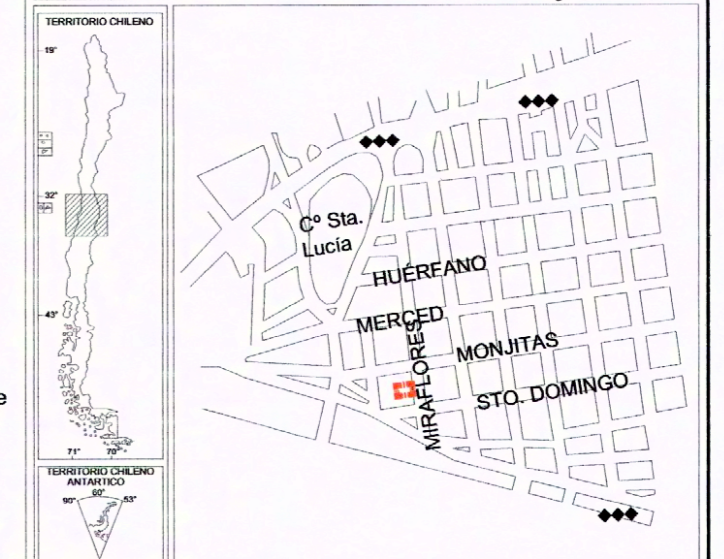 TERRITORIO CHILENO
19°
32°
43°
71° 70°
TERRITORIO CHILENO
ANTARTICO
90° 60° 53°
Cº Sta.
Lucía
HUÉRFANO
MERCED
MIRAFLORES
MONJITAS
STO. DOMINGO
e